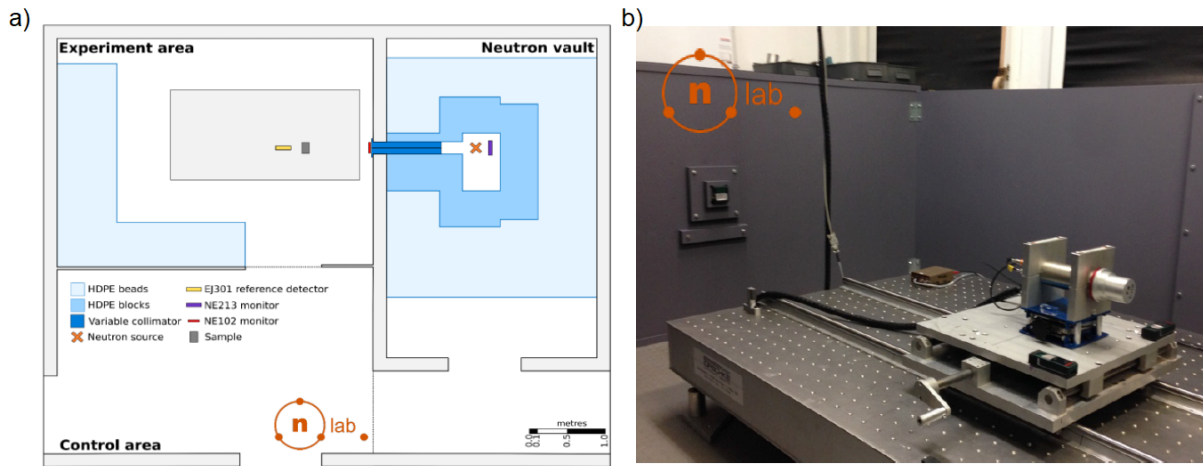 a)
Experiment area
Neutron vault
HDPE beads
HDPE blocks
Variable collimator
Neutron source
EJ301 reference detector
NE213 monitor
NE102 monitor
Sample
n lab.
Control area
metres
0.0
0.1
0.5
1.0
b)
n lab.